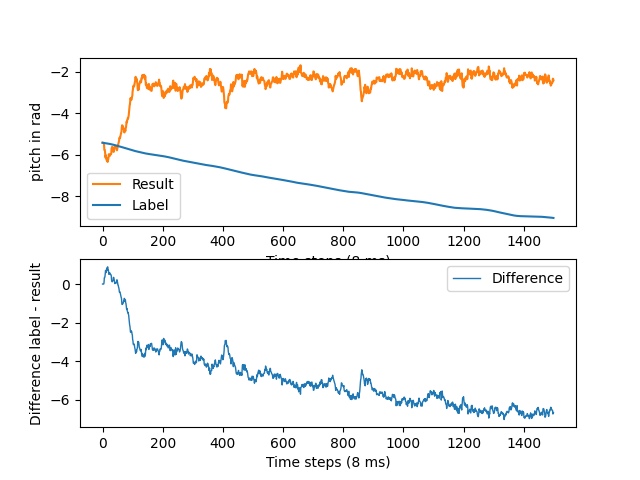 −2
−4
−6
−8
pitch in rad
Result
Label
0 200 400 600 800 1000 1200 1400
Time steps (8 ms)
0
−2
−4
−6
Difference label - result
Difference
0 200 400 600 800 1000 1200 1400
Time steps (8 ms)